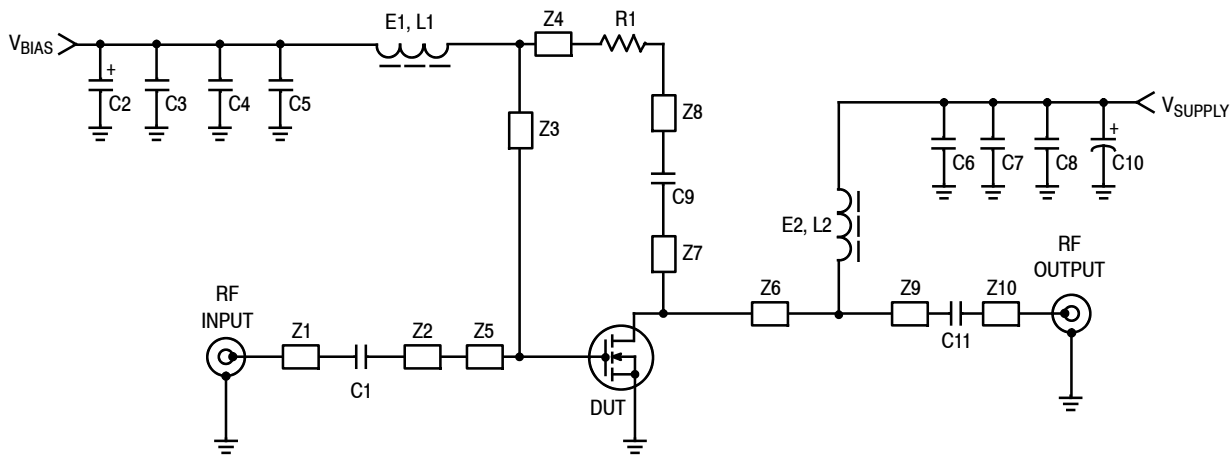 E1, L1
Z4
R1
VBIAS
+
C2
C3
C4
C5
Z3
Z8
C9
Z7
VSUPPLY
+
C6
C7
C8
C10
E2, L2
RF
INPUT
Z1
C1
Z2
Z5
DUT
Z6
Z9
C11
Z10
RF
OUTPUT